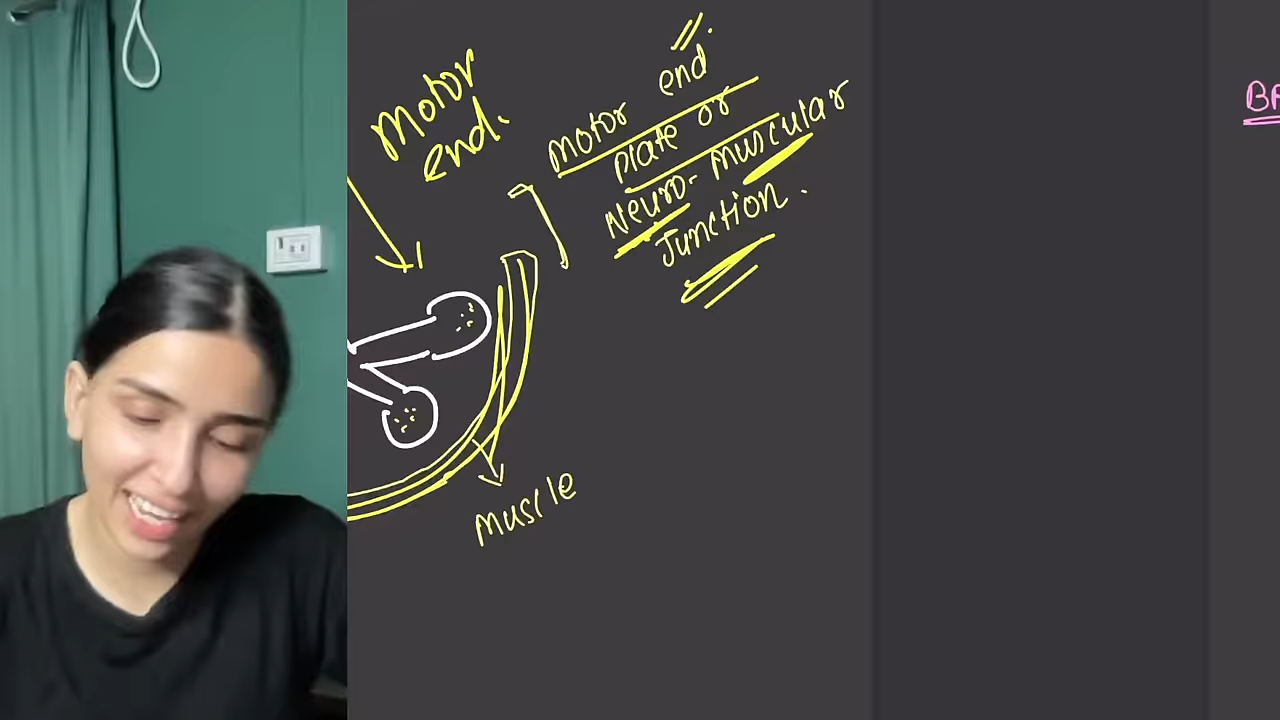 Motor
end.
Motor end.
Plate or
Neuro-Muscular
Junction.
Muscle